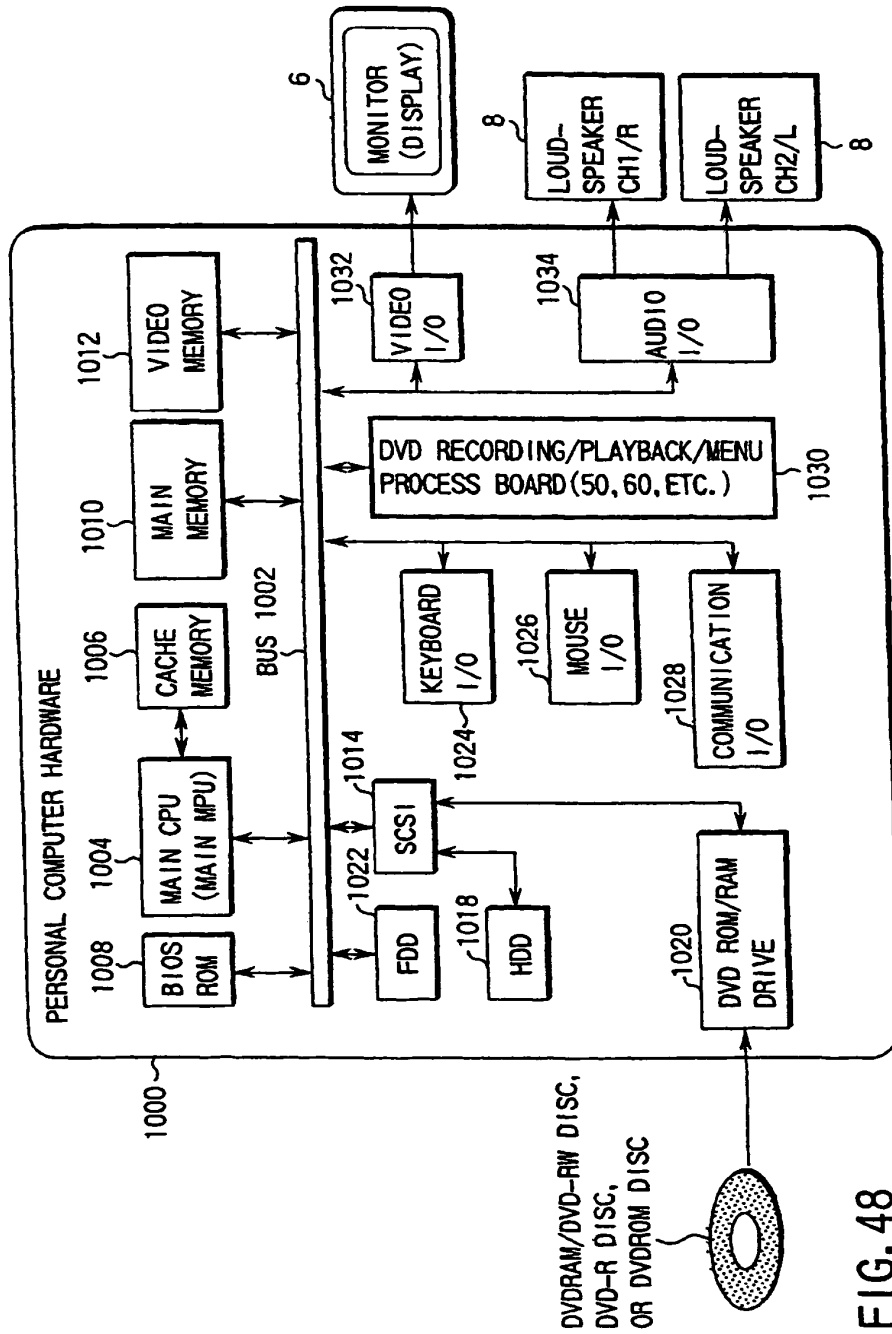 PERSONAL COMPUTER HARDWARE
1000
1008
BIOS
ROM
1004
MAIN CPU
(MAIN MPU)
1006
CACHE
MEMORY
1010
MAIN
MEMORY
1012
VIDEO
MEMORY
BUS 1002
1022
FDD
1014
SCSI
1018
HDD
1020
DVD ROM/RAM
DRIVE
KEYBOARD
I/O
1024
1026
MOUSE
I/O
1028
COMMUNICATION
I/O
DVD RECORDING/PLAYBACK/MENU
PROCESS BOARD(50,60,ETC.)
1030
1032
VIDEO
I/O
1034
AUDIO
I/O
6
MONITOR
(DISPLAY)
8
LOUD-
SPEAKER
CH1/R
LOUD-
SPEAKER
CH2/L
8
DVDRAM/DVD-RW DISC,
DVD-R DISC,
OR DVDROM DISC
FIG. 48